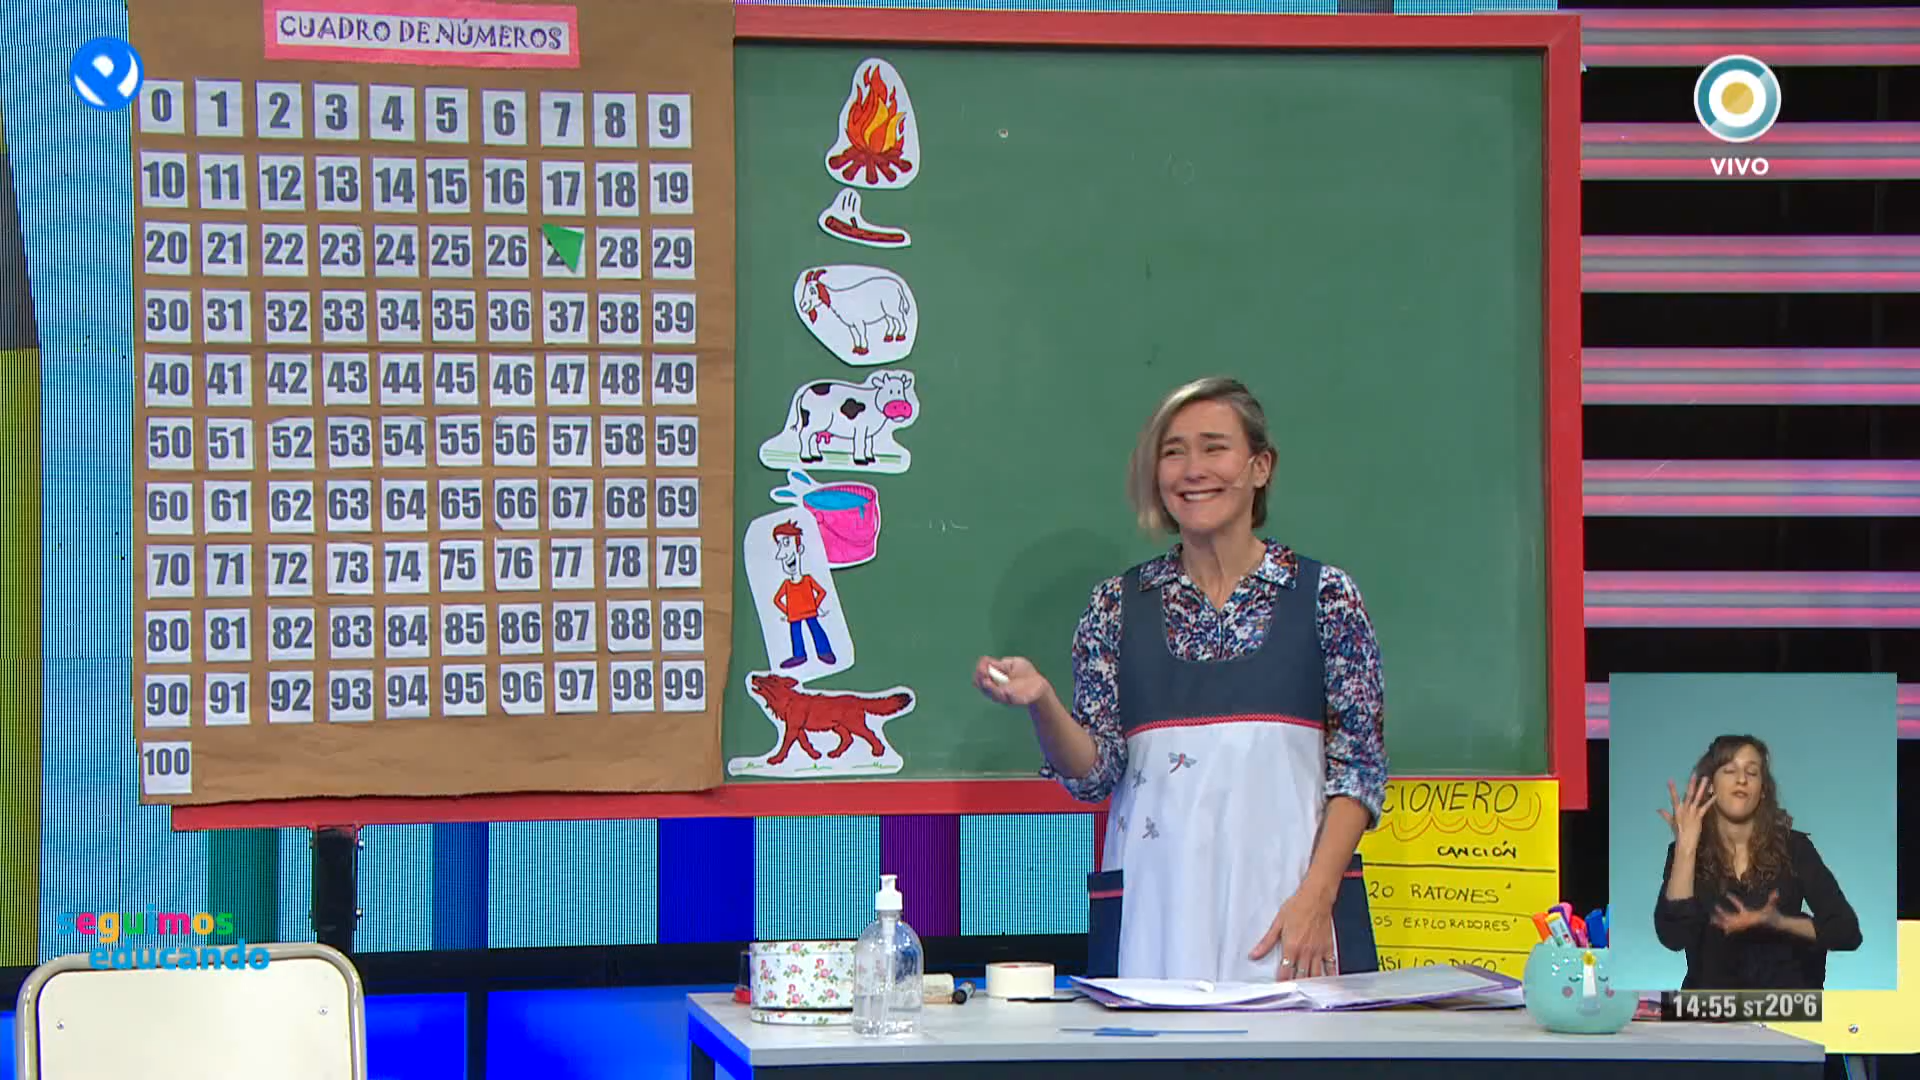 CUADRO DE NÚMEROS
0 1 2 3 4 5 6 7 8 9
10 11 12 13 14 15 16 17 18 19
20 21 22 23 24 25 26 28 29
30 31 32 33 34 35 36 37 38 39
40 41 42 43 44 45 46 47 48 49
50 51 52 53 54 55 56 57 58 59
60 61 62 63 64 65 66 67 68 69
70 71 72 73 74 75 76 77 78 79
80 81 82 83 84 85 86 87 88 89
90 91 92 93 94 95 96 97 98 99
100
VIVO
CIONERO
CANCIÓN
20 RATONES"
OS EXPLORADORES"
ASÍ LO DIGO"
seguimos
educando
14:55 ST20°6